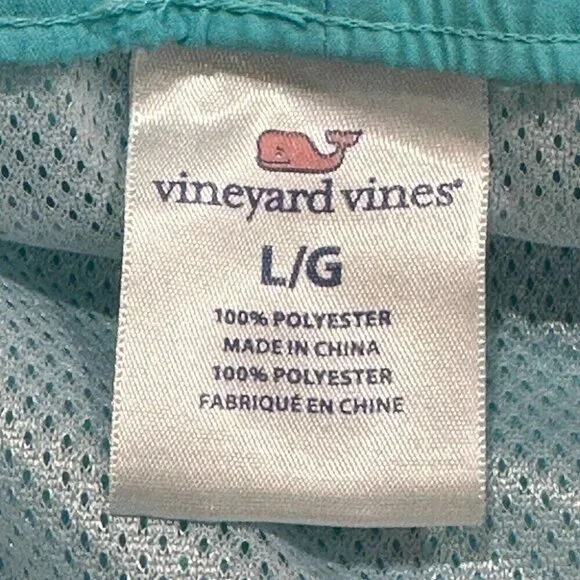 vineyard vines®
L/G
100% POLYESTER
MADE IN CHINA
100% POLYESTER
FABRIQUÉ EN CHINE